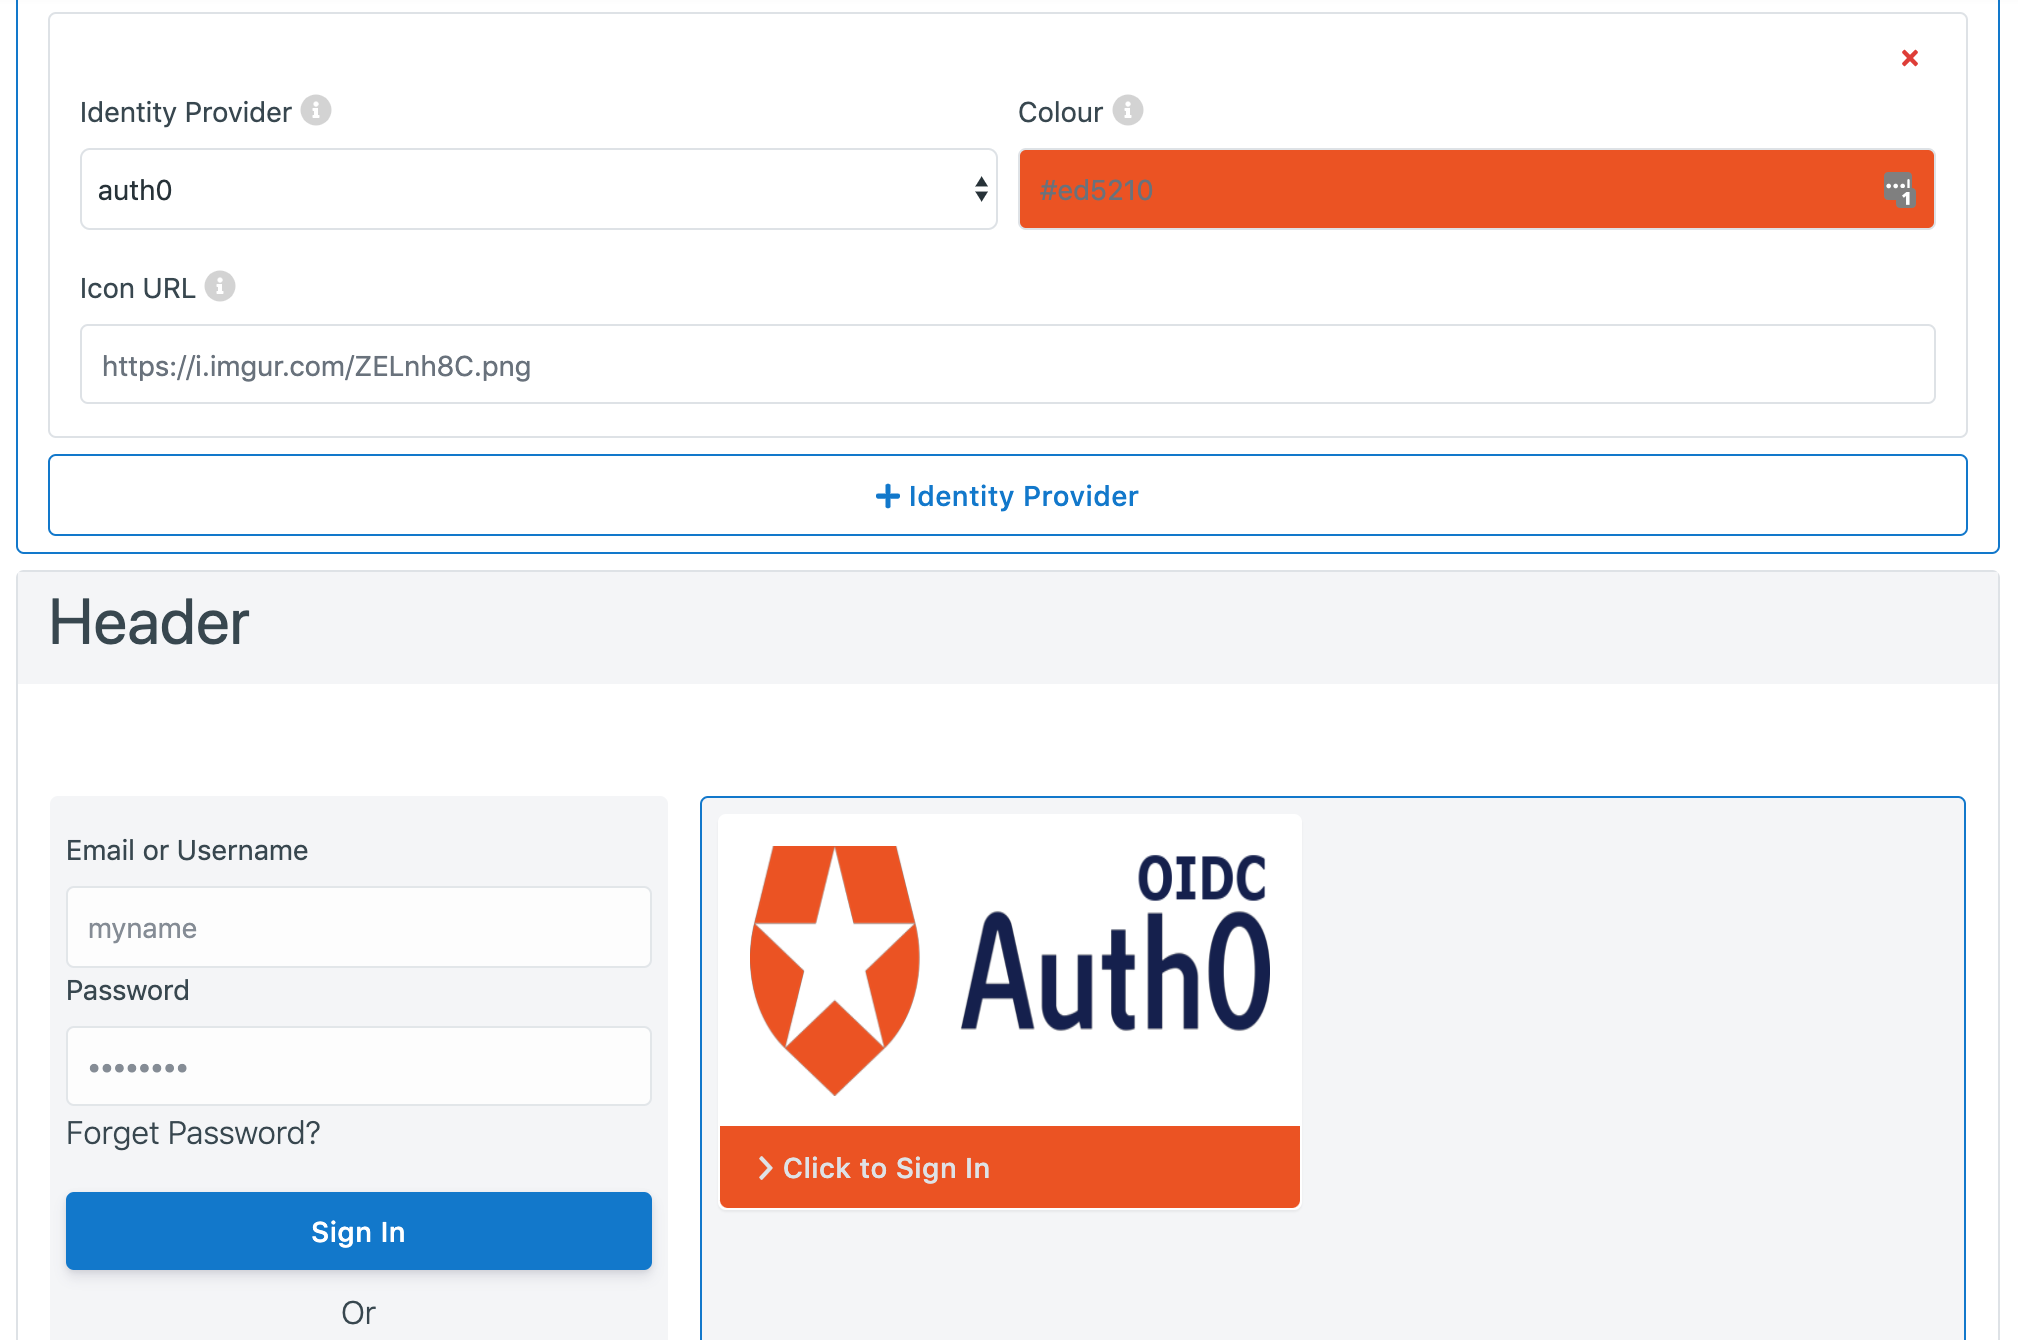 Identity Provider
Colour
auth0
#ed5210
1
Icon URL
https://i.imgur.com/ZELnh8C.png
Identity Provider
Header
Email or Username
myname
Password
••••••••
Forget Password?
Sign In
Or
OIDC
Auth0
Click to Sign In